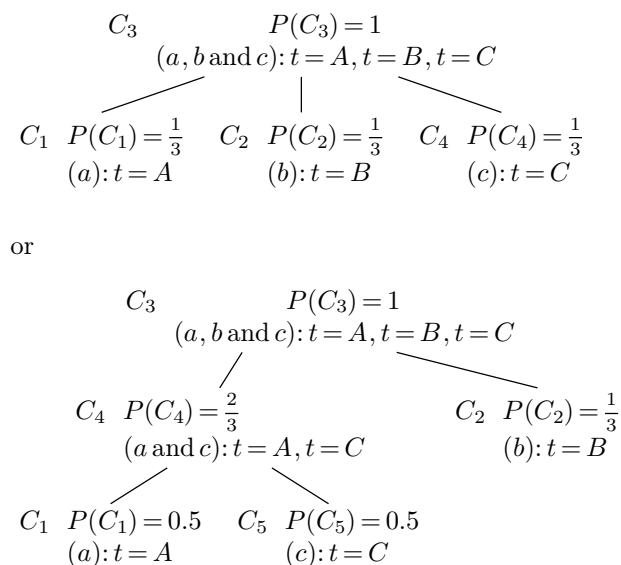 C₃ P(C₃) = 1
(a, b and c): t = A, t = B, t = C
C₁ P(C₁) = 1/3 C₂ P(C₂) = 1/3 C₄ P(C₄) = 1/3
(a): t = A (b): t = B (c): t = C
or
C₃ P(C₃) = 1
(a, b and c): t = A, t = B, t = C
C₄ P(C₄) = 2/3 C₂ P(C₂) = 1/3
(a and c): t = A, t = C (b): t = B
C₁ P(C₁) = 0.5 C₅ P(C₅) = 0.5
(a): t = A (c): t = C